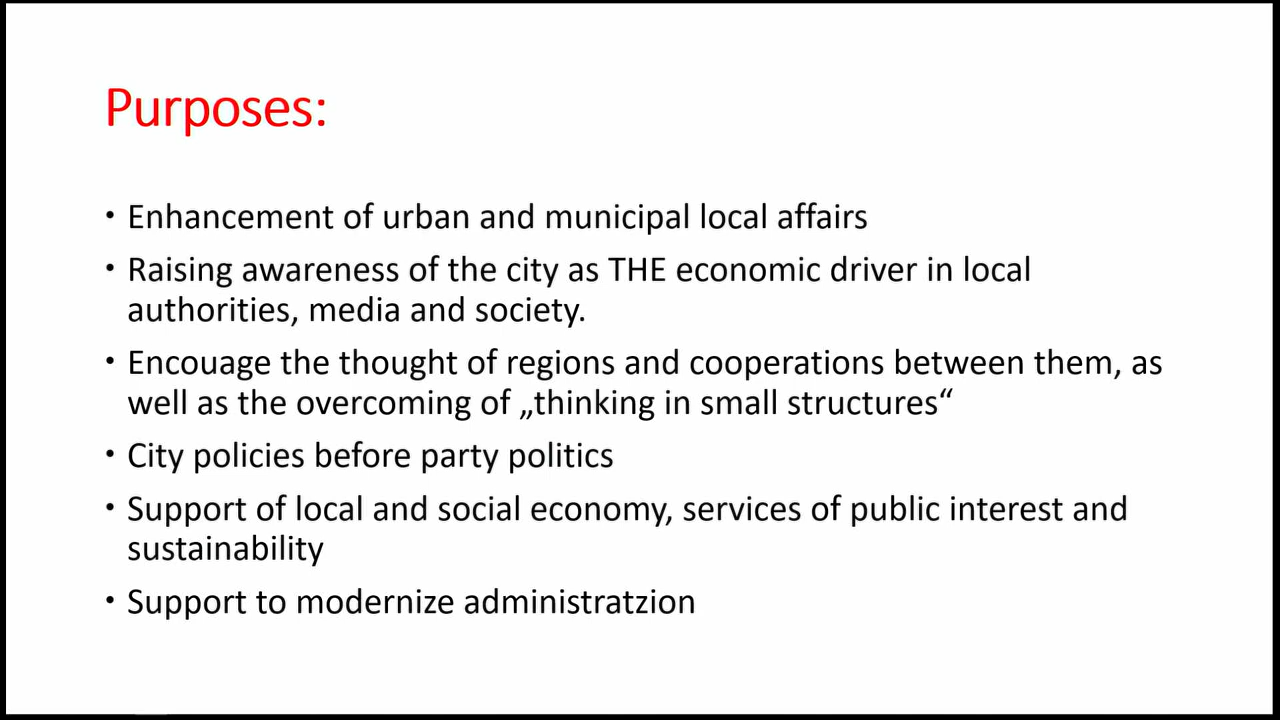 Purposes:
• Enhancement of urban and municipal local affairs
• Raising awareness of the city as THE economic driver in local
authorities, media and society.
• Encouage the thought of regions and cooperations between them, as
well as the overcoming of „thinking in small structures“
• City policies before party politics
• Support of local and social economy, services of public interest and
sustainability
• Support to modernize administratzion